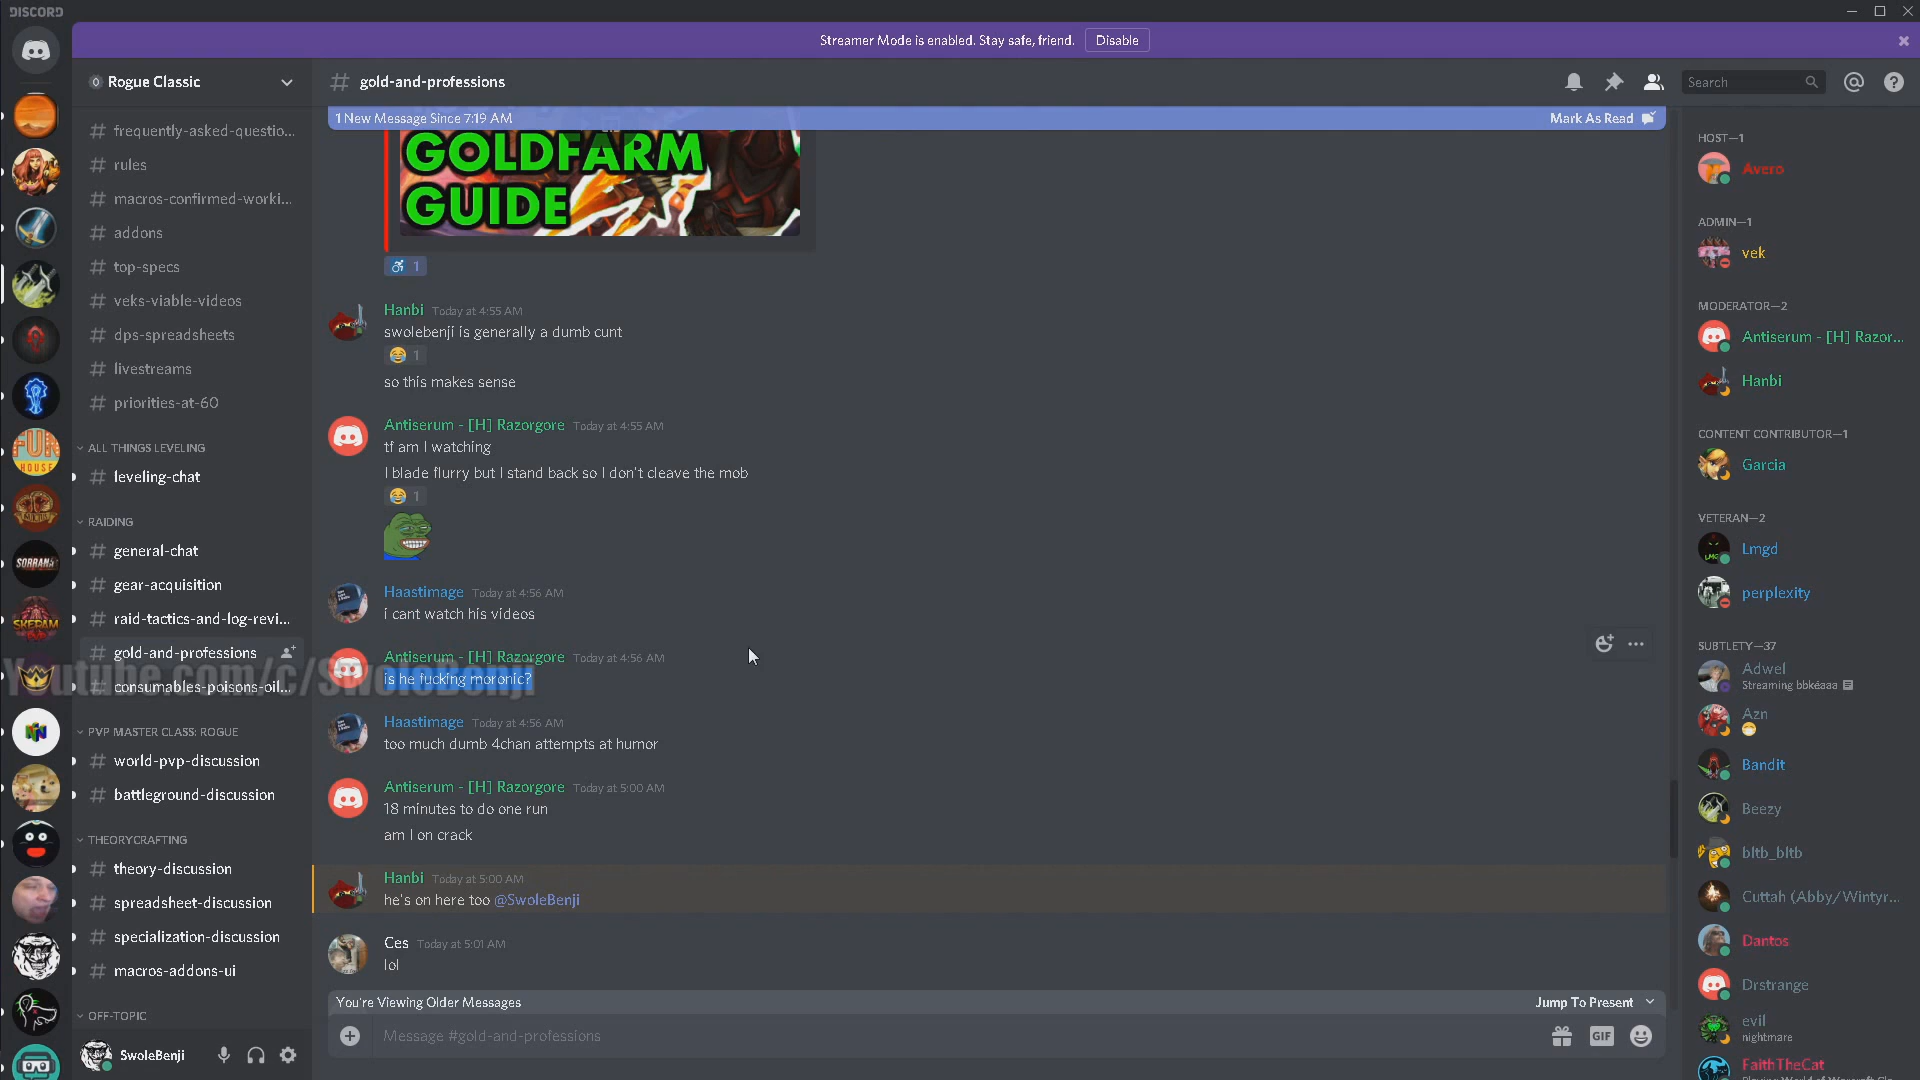 DISCORD
Streamer Mode is enabled. Stay safe, friend.
Disable
Rogue Classic
frequently-asked-questio...
rules
macros-confirmed-worki...
addons
top-specs
veks-viable-videos
dps-spreadsheets
livestreams
priorities-at-60
ALL THINGS LEVELING
leveling-chat
RAIDING
general-chat
gear-acquisition
raid-tactics-and-log-revi...
gold-and-professions
consumables-poisons-oil...
PVP MASTER CLASS: ROGUE
world-pvp-discussion
battleground-discussion
THEORYCRAFTING
theory-discussion
spreadsheet-discussion
specialization-discussion
macros-addons-ui
OFF-TOPIC
SwoleBenji
FUN
HOUSE
SORRANA
SKERAM
PVP
# gold-and-professions
Search
1 New Message Since 7:19 AM
Mark As Read
GOLDFARM
GUIDE
1
Hanbi Today at 4:55 AM
swolebenji is generally a dumb cunt
1
so this makes sense
Antiserum - [H] Razorgore Today at 4:55 AM
tf am I watching
I blade flurry but I stand back so I don't cleave the mob
1
Haastimage Today at 4:56 AM
i cant watch his videos
Antiserum - [H] Razorgore Today at 4:56 AM
is he fucking moronic?
Youtube.com/c/SwoleBenji
Haastimage Today at 4:56 AM
too much dumb 4chan attempts at humor
Antiserum - [H] Razorgore Today at 5:00 AM
18 minutes to do one run
am I on crack
Hanbi Today at 5:00 AM
he's on here too @SwoleBenji
Ces Today at 5:01 AM
lol
You're Viewing Older Messages
Jump To Present
Message #gold-and-professions
GIF
HOST—1
Avero
ADMIN—1
vek
MODERATOR—2
Antiserum - [H] Razor...
Hanbi
CONTENT CONTRIBUTOR—1
Garcia
VETERAN—2
Lmgd
perplexity
SUBTLETY—37
Adwel
Streaming bbkéaaa
Azn
Bandit
Beezy
bltb_bltb
Cuttah (Abby/Wintyr...
Dantos
Drstrange
evil
nightmare
FaithTheCat